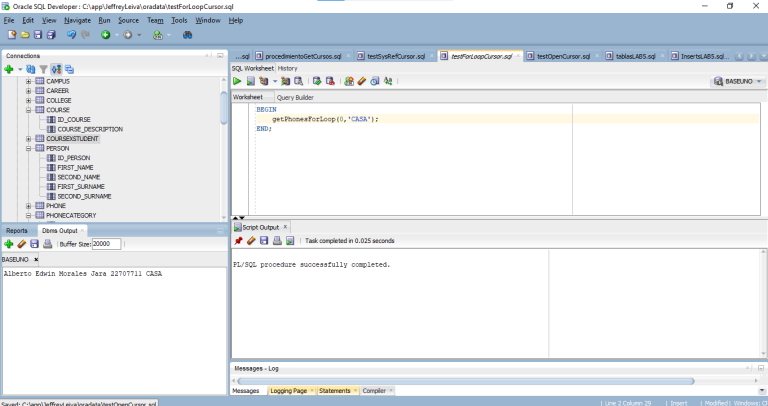 Oracle SQL Developer : C:\app\JeffreyLeiva\oradata\testForLoopCursor.sql
File Edit View Navigate Run Source Team Tools Window Help
Connections
CAMPUS
CAREER
COLLEGE
COURSE
ID_COURSE
COURSE_DESCRIPTION
COURSEXSTUDENT
PERSON
ID_PERSON
FIRST_NAME
SECOND_NAME
FIRST_SURNAME
SECOND_SURNAME
PHONE
PHONECATEGORY
...sql procedimientoGetCursos.sql testSysRefCursor.sql testForLoopCursor.sql testOpenCursor.sql tablasLAB5.sql InsertsLAB5.sql...
SQL Worksheet History
BASEUNO
Worksheet Query Builder
BEGIN
getPhonesForLoop(0,'CASA');
END;
Reports Dbms Output
Buffer Size: 20000
BASEUNO
Alberto Edwin Morales Jara 22707711 CASA
Script Output
Task completed in 0.025 seconds
PL/SQL procedure successfully completed.
Messages - Log
Messages Logging Page Statements Compiler
Saved: C:\app\JeffreyLeiva\oradata\testOpenCursor.sql
Line 2 Column 29 Insert Modified Windows: C